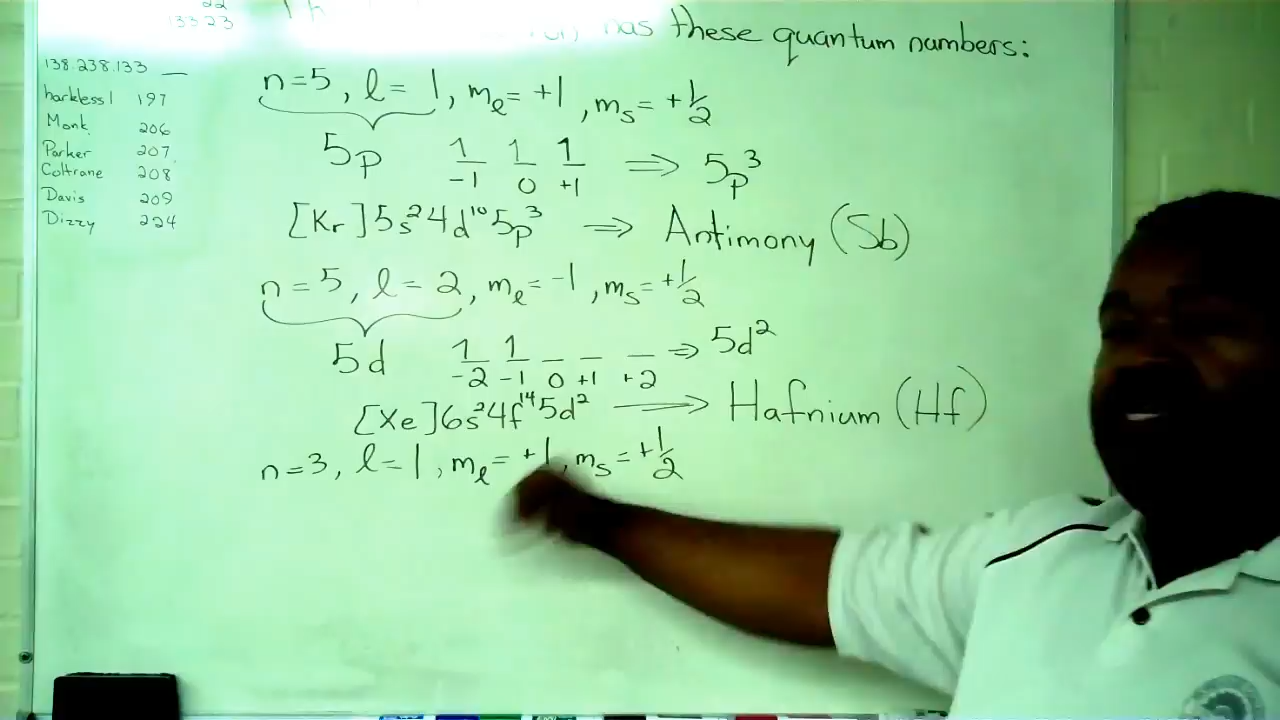 22
13323
has these quantum numbers:
138.238.133 __
harkless1 197
Monk 206
Parker 207
Coltrane 208
Davis 209
Dizzy 224
n=5, l=1, mₗ=+1, mₛ=+1/2
5p 1 1 1 ⇒ 5p³
-1 0 +1
[Kr]5s²4d¹⁰5p³ ⇒ Antimony (Sb)
n=5, l=2, mₗ=-1, mₛ=+1/2
5d 1 1 _ _ _ ⇒ 5d²
-2 -1 0 +1 +2
[Xe]6s²4f¹⁴5d² → Hafnium (Hf)
n=3, l=1, mₗ=+1, mₛ=+1/2